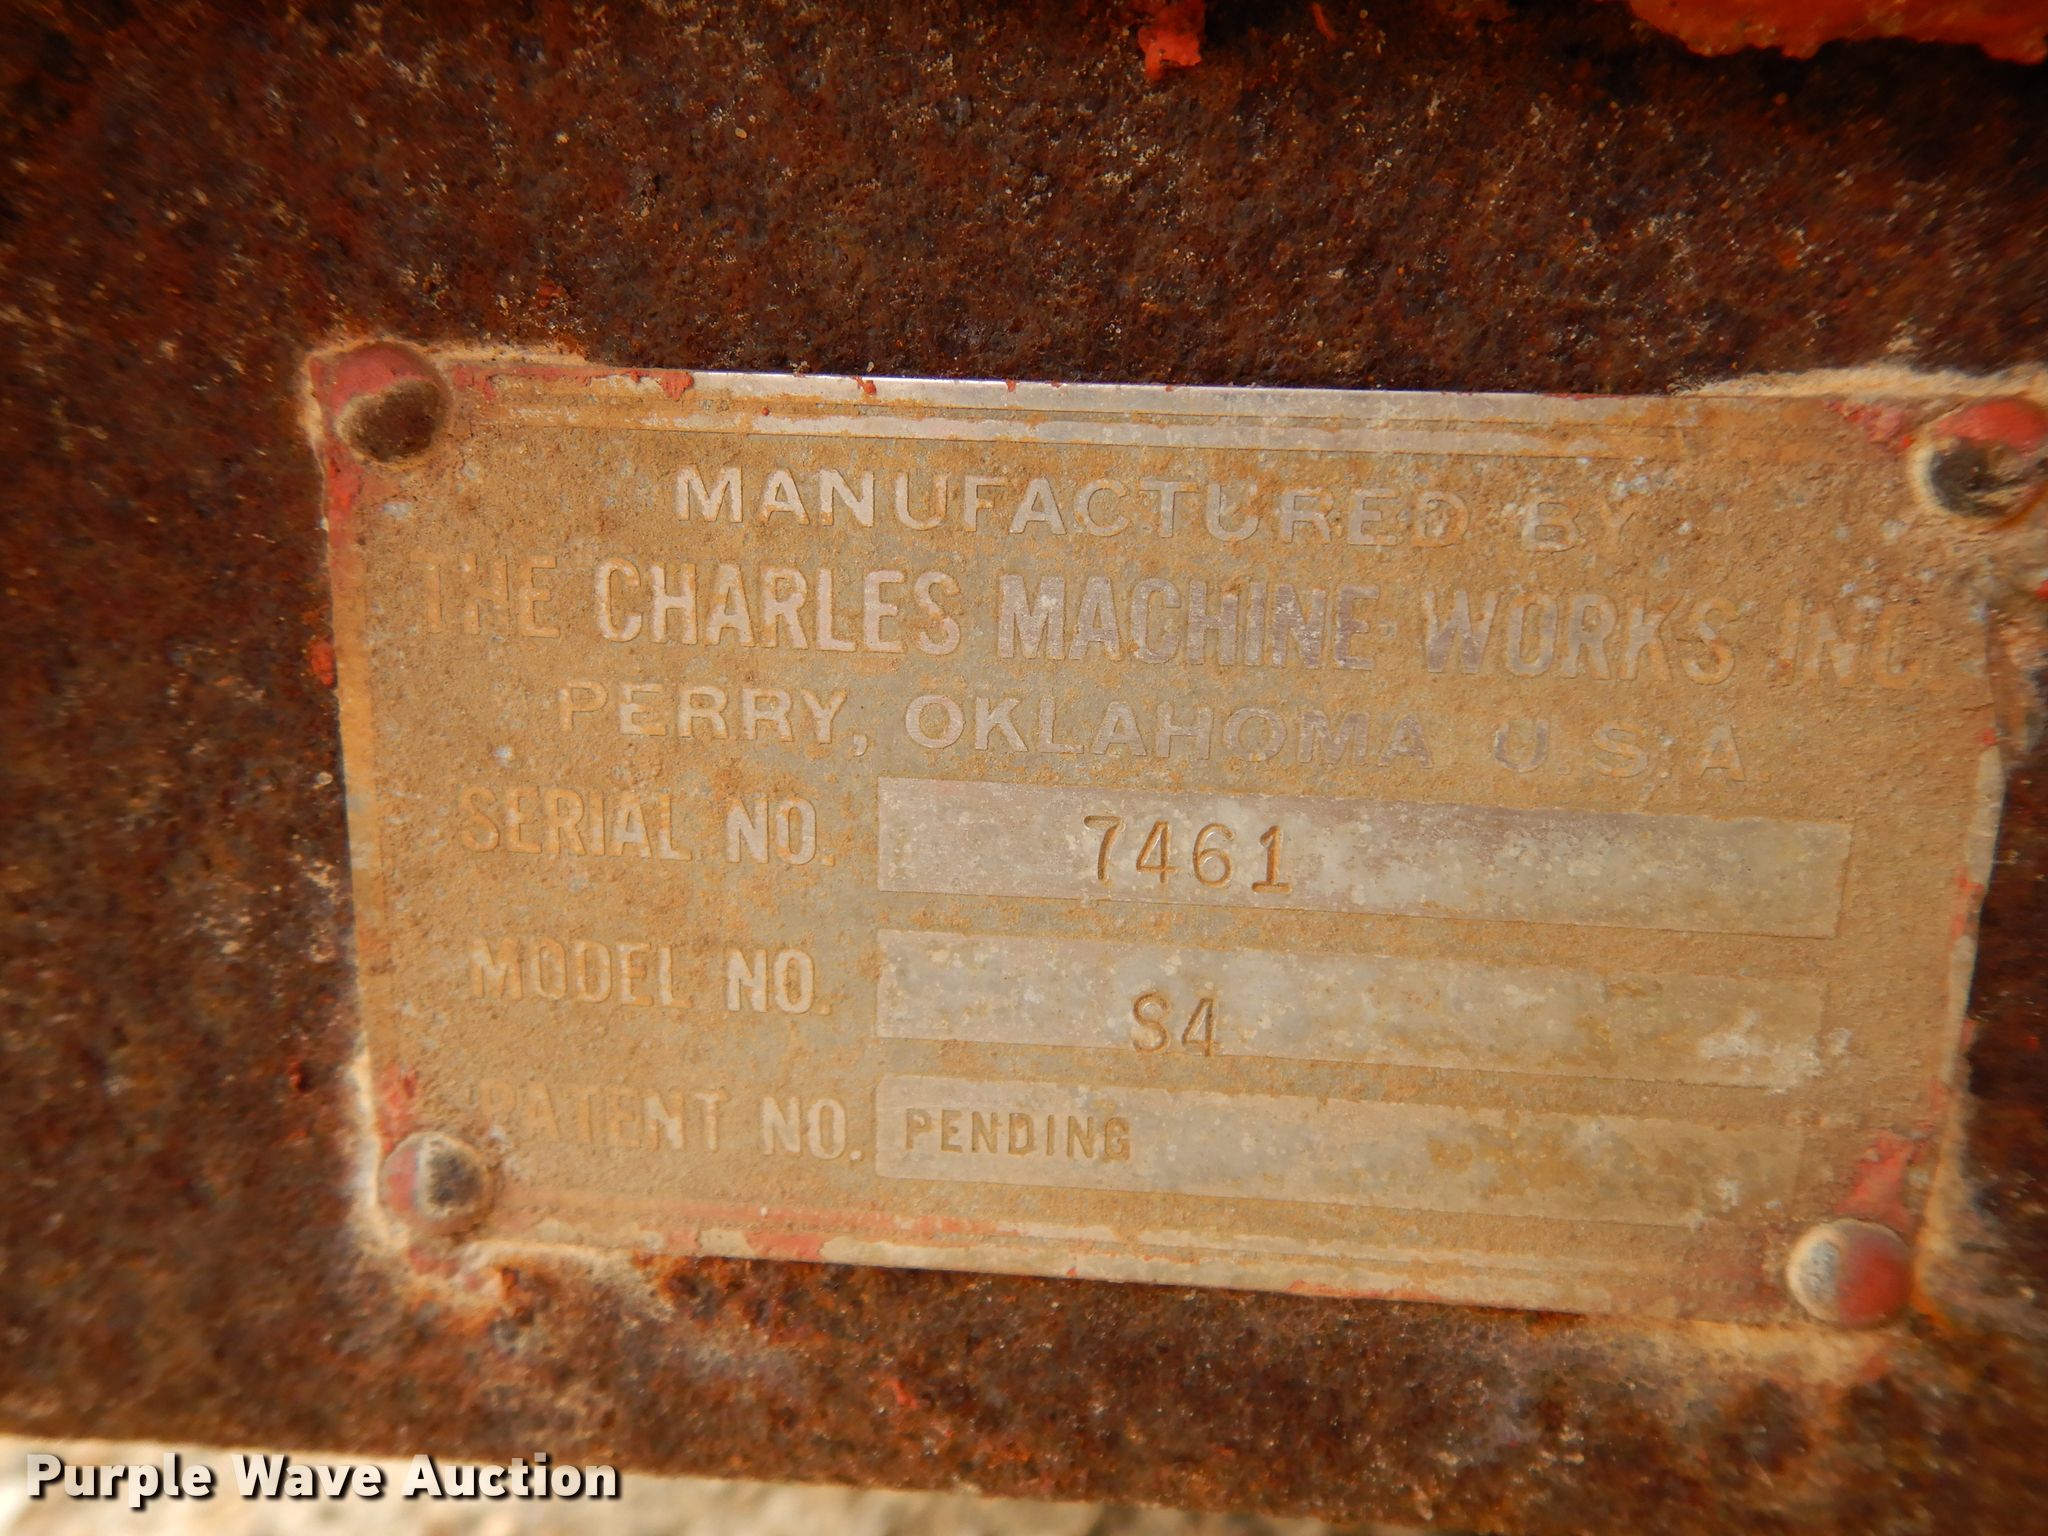 MANUFACTURED BY
THE CHARLES MACHINE WORKS INC.
PERRY, OKLAHOMA U.S.A.
SERIAL NO. 7461
MODEL NO. S4
PATENT NO. PENDING
Purple Wave Auction